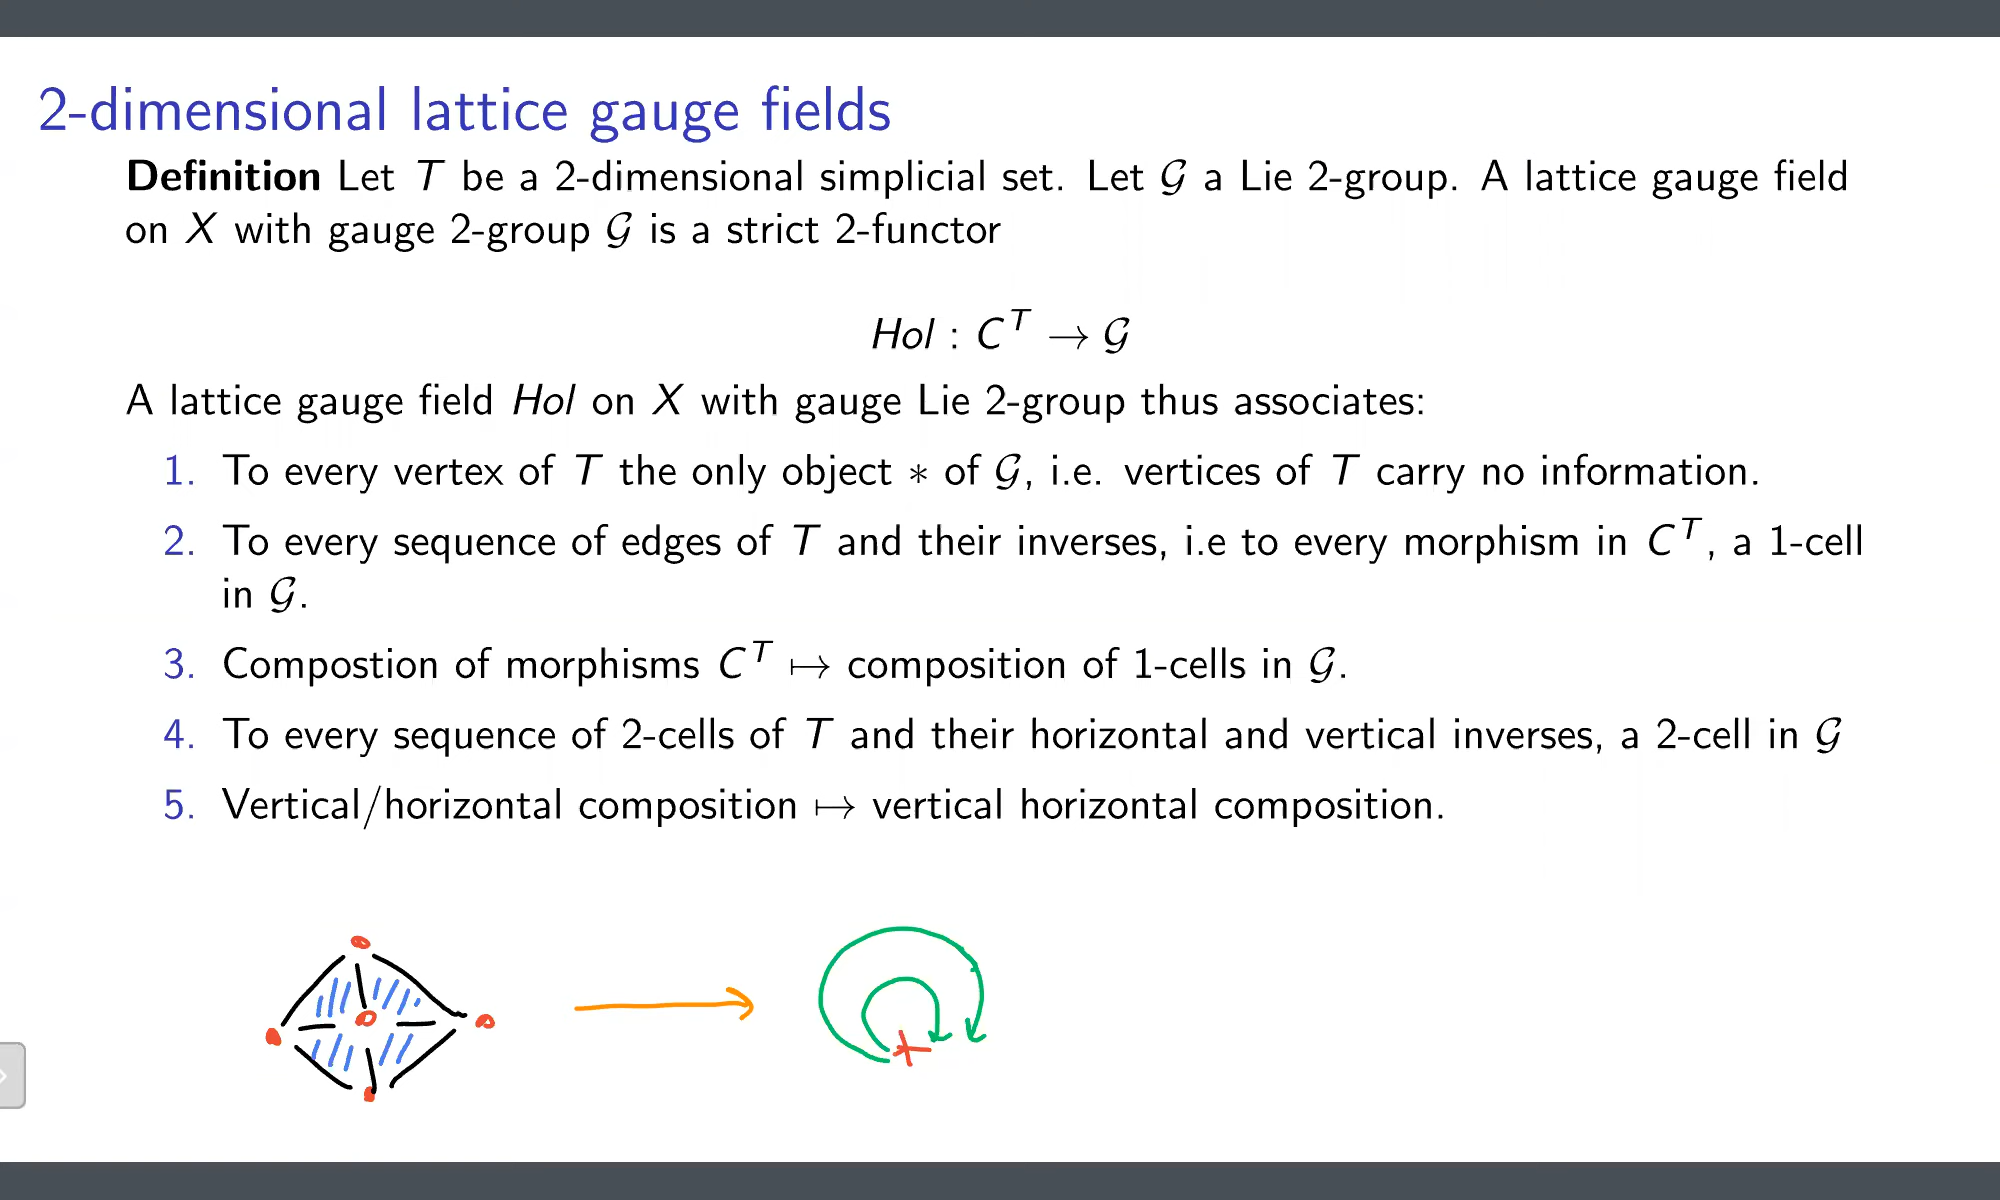 2-dimensional lattice gauge fields
Definition Let T be a 2-dimensional simplicial set. Let 𝒢 a Lie 2-group. A lattice gauge field
on X with gauge 2-group 𝒢 is a strict 2-functor
Hol : C^T → 𝒢
A lattice gauge field Hol on X with gauge Lie 2-group thus associates:
1. To every vertex of T the only object ∗ of 𝒢, i.e. vertices of T carry no information.
2. To every sequence of edges of T and their inverses, i.e to every morphism in C^T, a 1-cell
in 𝒢.
3. Compostion of morphisms C^T ↦ composition of 1-cells in 𝒢.
4. To every sequence of 2-cells of T and their horizontal and vertical inverses, a 2-cell in 𝒢
5. Vertical/horizontal composition ↦ vertical horizontal composition.